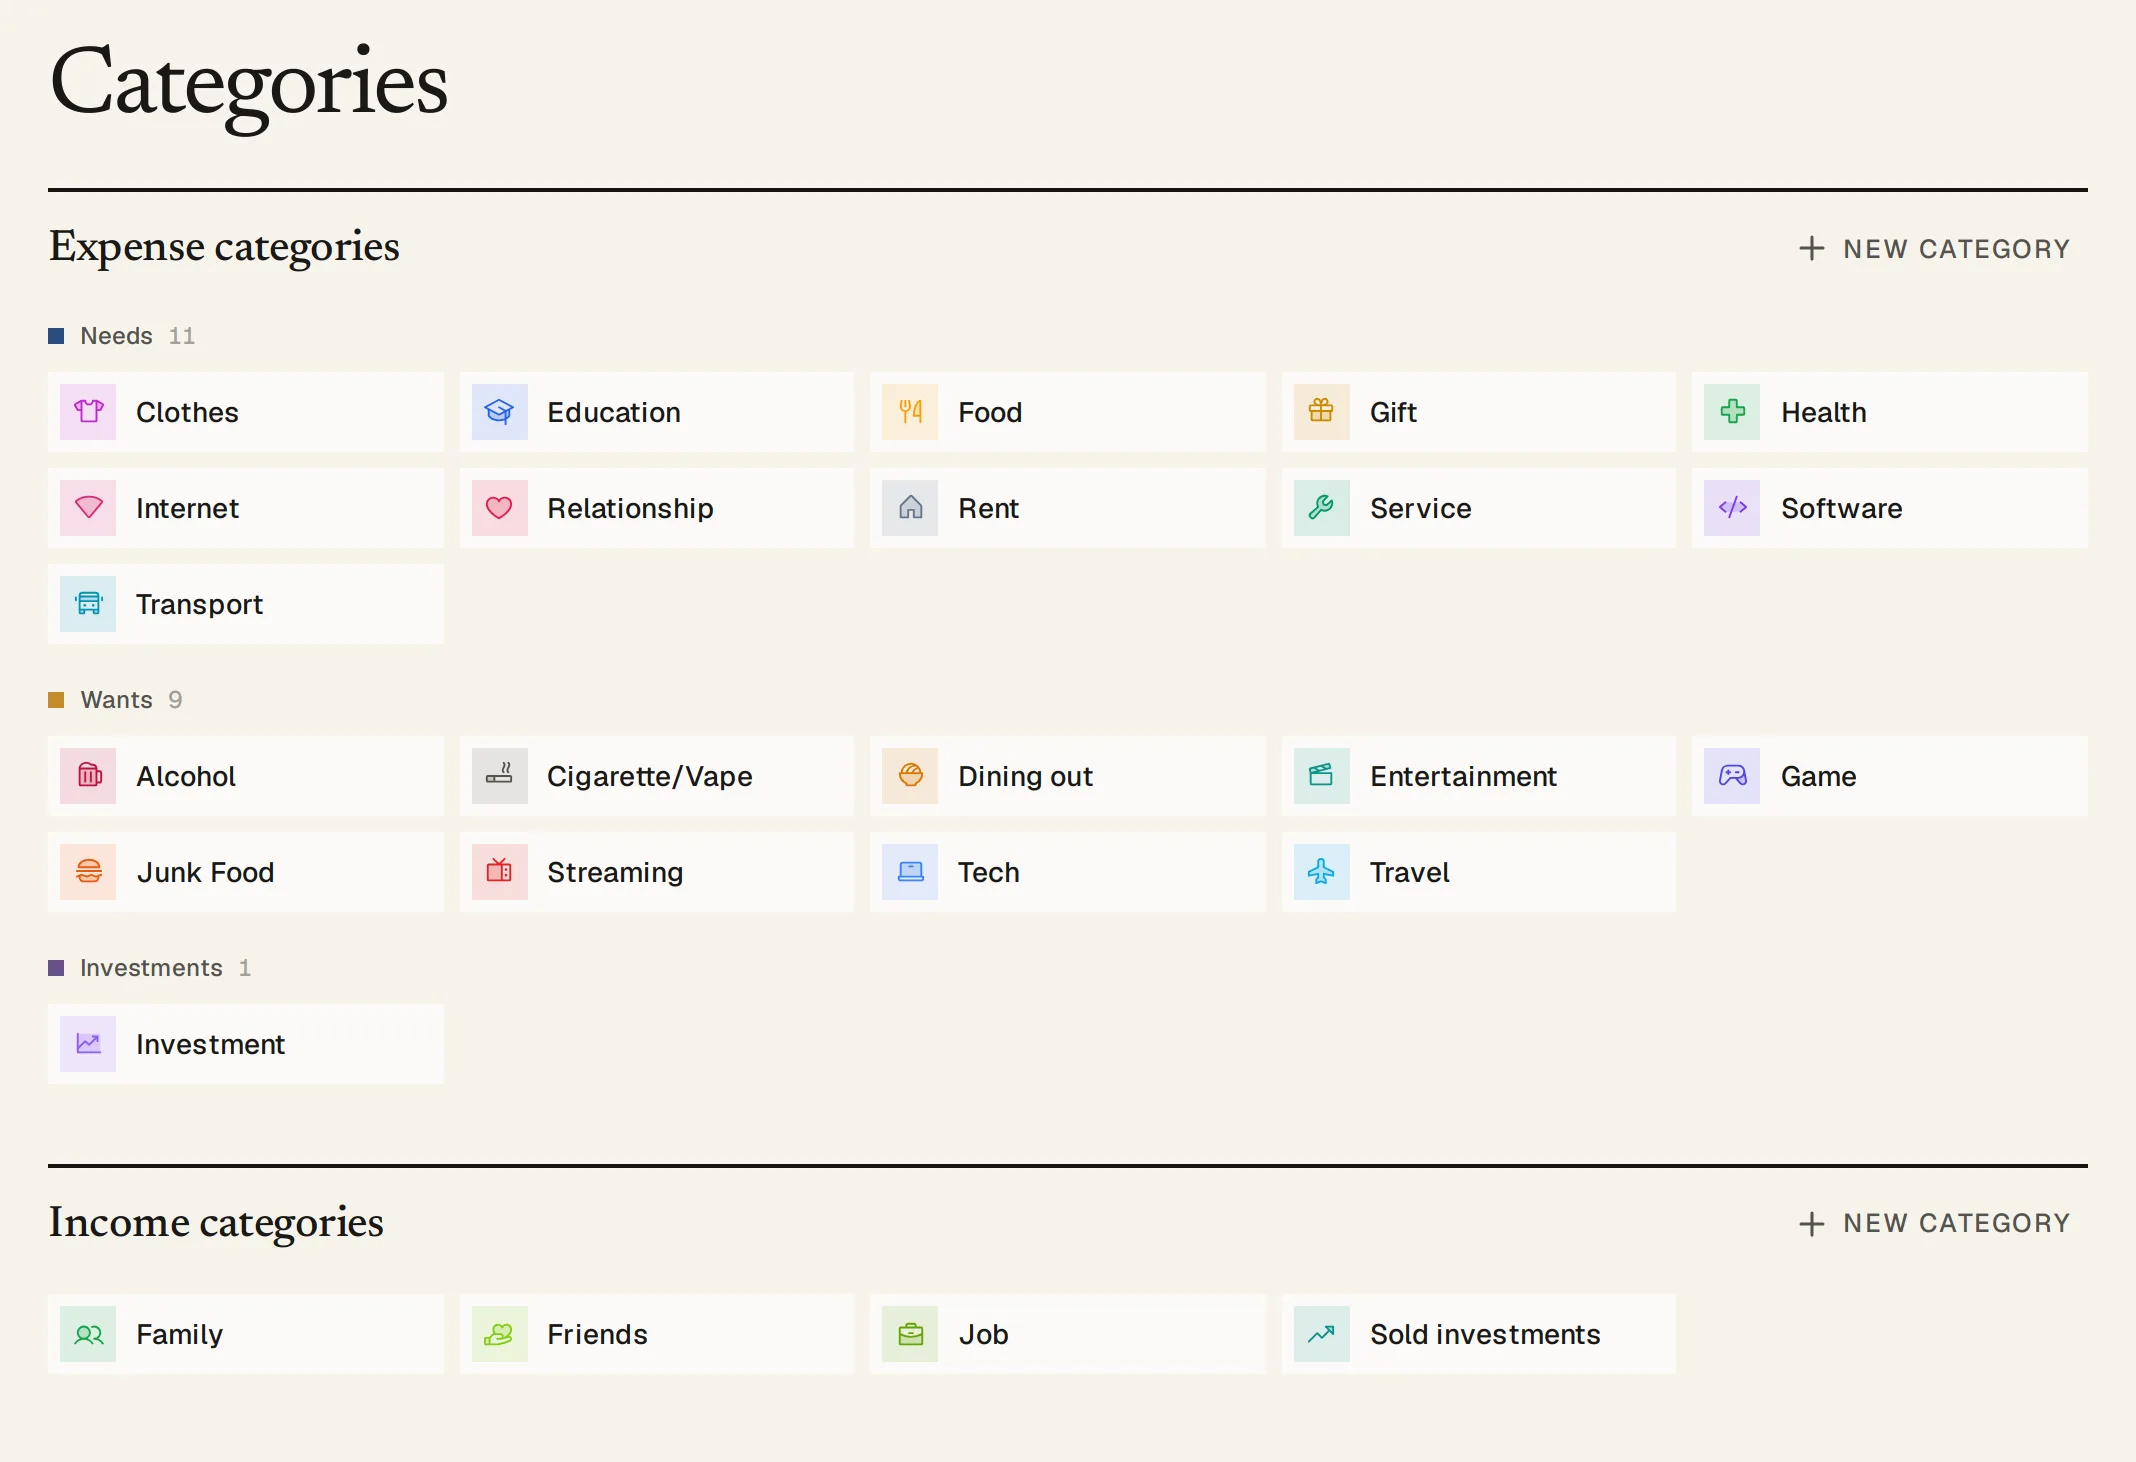 Categories
Expense categories
NEW CATEGORY
Needs 11
Clothes
Education
Food
Gift
Health
Internet
Relationship
Rent
Service
Software
Transport
Wants 9
Alcohol
Cigarette/Vape
Dining out
Entertainment
Game
Junk Food
Streaming
Tech
Travel
Investments 1
Investment
Income categories
NEW CATEGORY
Family
Friends
Job
Sold investments